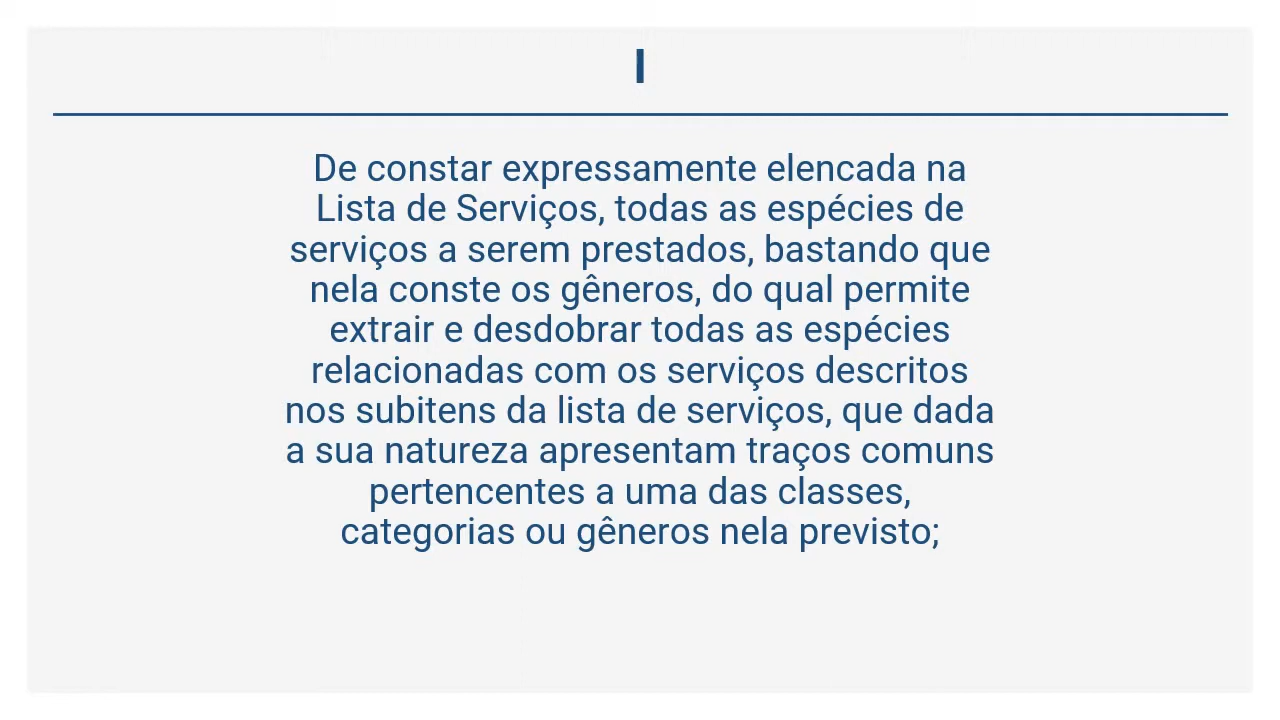 I
De constar expressamente elencada na
Lista de Serviços, todas as espécies de
serviços a serem prestados, bastando que
nela conste os gêneros, do qual permite
extrair e desdobrar todas as espécies
relacionadas com os serviços descritos
nos subitens da lista de serviços, que dada
a sua natureza apresentam traços comuns
pertencentes a uma das classes,
categorias ou gêneros nela previsto;